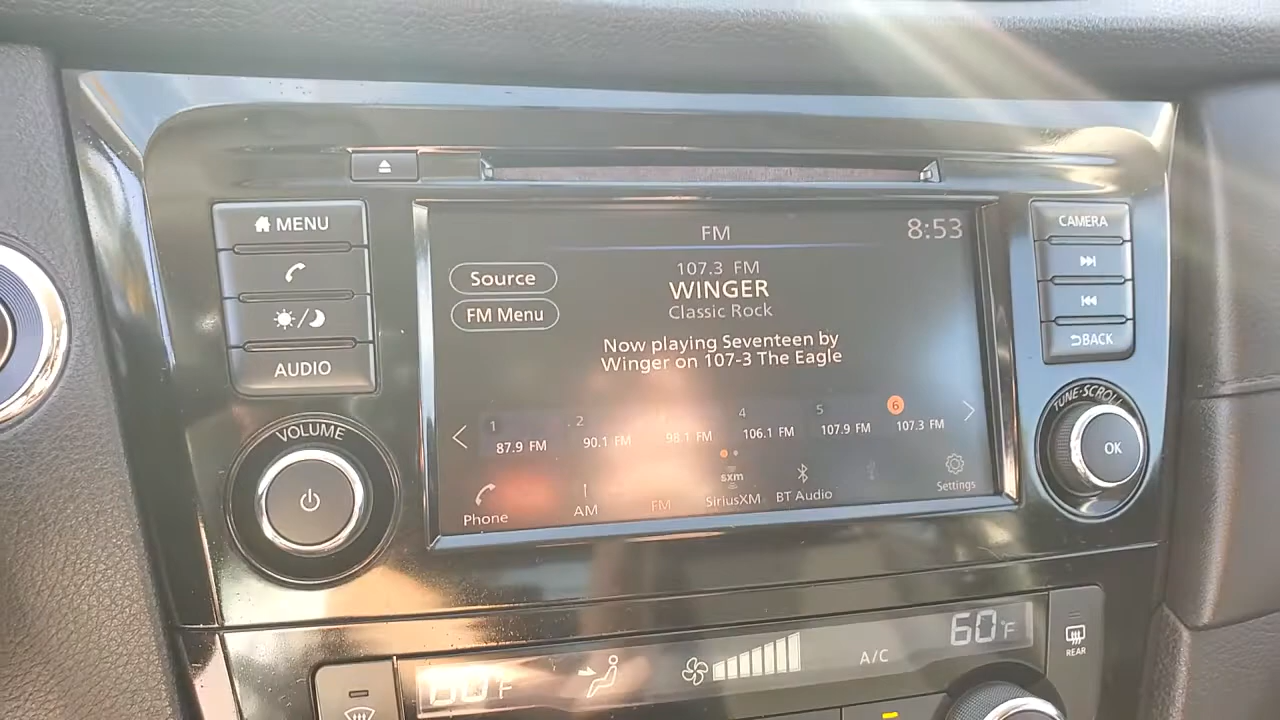 MENU
AUDIO
VOLUME
FM
8:53
Source
FM Menu
107.3 FM
WINGER
Classic Rock
Now playing Seventeen by
Winger on 107-3 The Eagle
1 2 4 5 6
87.9 FM 90.1 FM 98.1 FM 106.1 FM 107.9 FM 107.3 FM
sxm
Phone AM FM SiriusXM BT Audio Settings
CAMERA
BACK
TUNE·SCROLL
OK
60°F
A/C
60°F
REAR